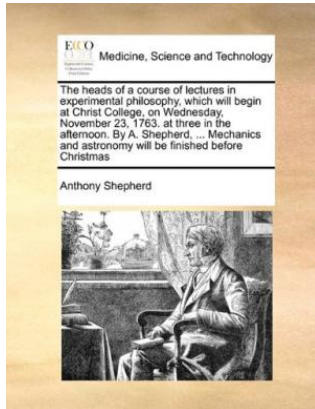 ECCO
Medicine, Science and Technology
The heads of a course of lectures in
experimental philosophy, which will begin
at Christ College, on Wednesday,
November 23, 1763. at three in the
afternoon. By A. Shepherd, ... Mechanics
and astronomy will be finished before
Christmas
Anthony Shepherd